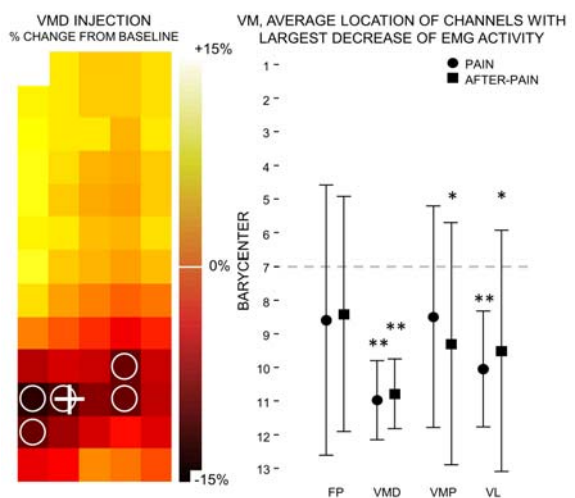 VMD INJECTION
% CHANGE FROM BASELINE
+15%
0%
-15%
VM, AVERAGE LOCATION OF CHANNELS WITH
LARGEST DECREASE OF EMG ACTIVITY
PAIN
AFTER-PAIN
BARYCENTER
1
2
3
4
5
6
7
8
9
10
11
12
13
*
*
**
**
**
FP
VMD
VMP
VL